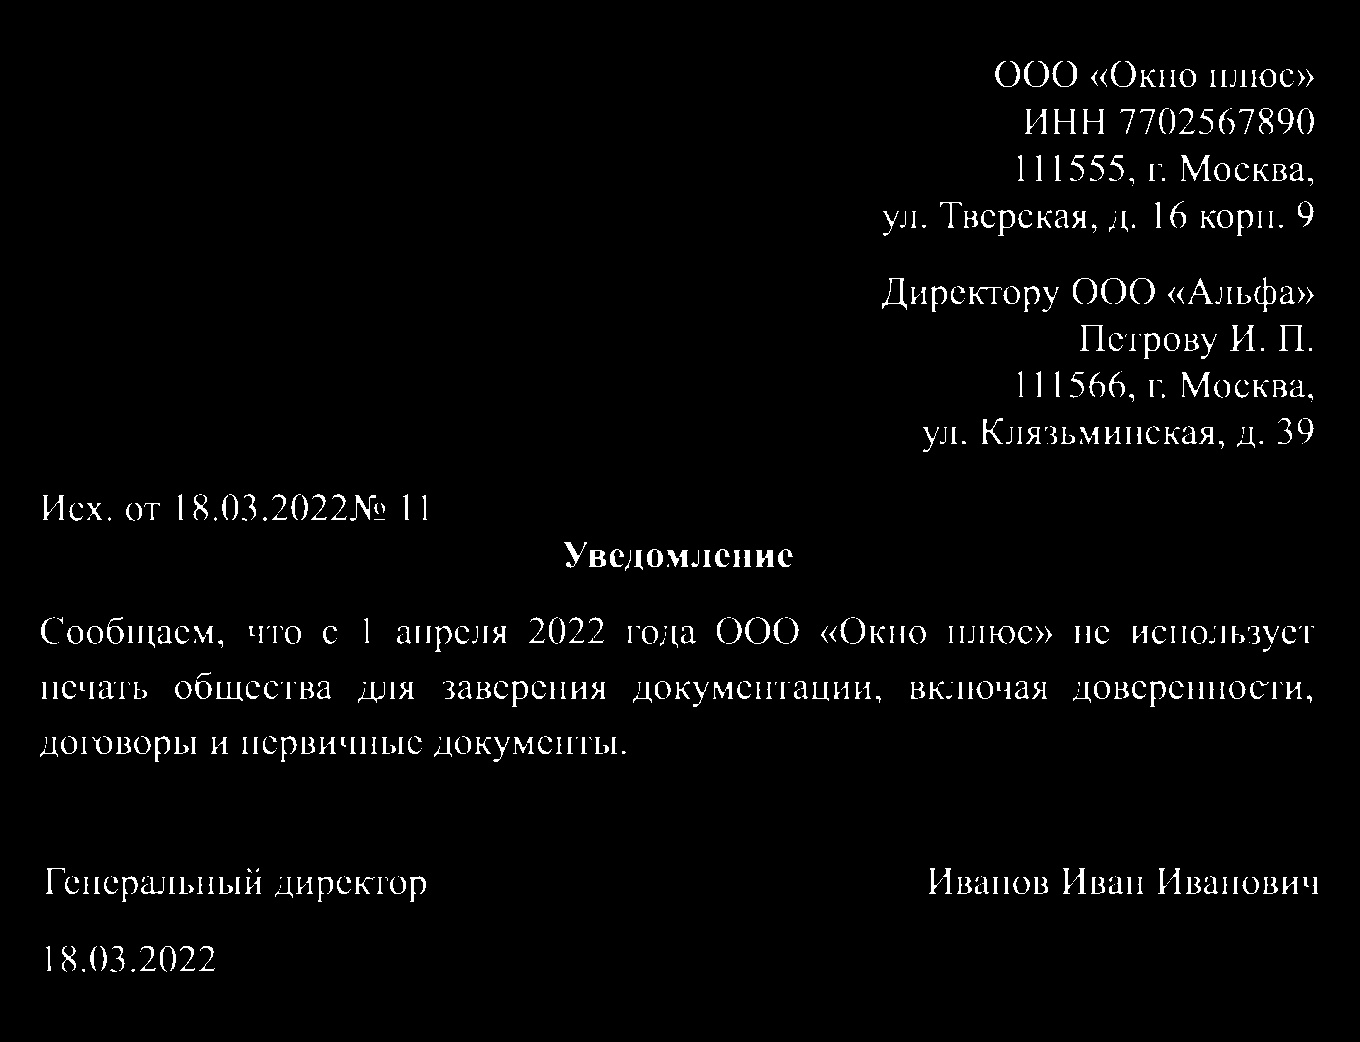 ООО «Окно плюс»
ИНН 7702567890
111555, г. Москва,
ул. Тверская, д. 16 корп. 9
Директору ООО «Альфа»
Петрову И. П.
111566, г. Москва,
ул. Клязьминская, д. 39
Исх. от 18.03.2022№ 11
Уведомление
Сообщаем, что с 1 апреля 2022 года ООО «Окно плюс» не использует
печать общества для заверения документации, включая доверенности,
договоры и первичные документы.
Генеральный директор Иванов Иван Иванович
18.03.2022